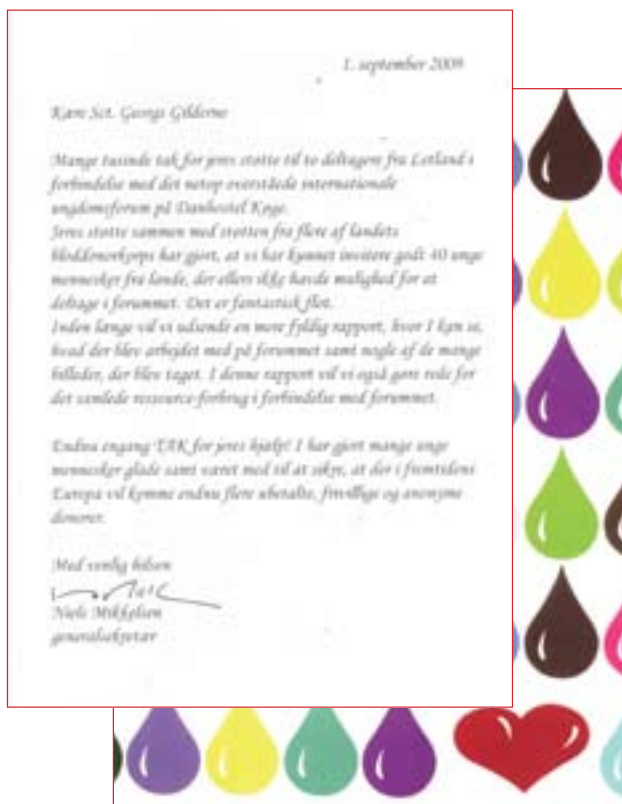 1. september 2009
Kære Sct. Georgs Gilderne
Mange tusinde tak for jeres støtte til to deltagere fra Letland i
forbindelse med det netop overståede internationale
ungdomsforum på Danhostel Køge.
Jeres støtte sammen med støtten fra flere af landets
bloddonorkorps har gjort, at vi har kunnet invitere godt 40 unge
mennesker fra lande, der ellers ikke havde mulighed for at
deltage i forummet. Det er fantastisk flot.
Inden længe vil vi udsende en mere fyldig rapport, hvor I kan se,
hvad der blev arbejdet med på forummet samt nogle af de mange
billeder, der blev taget. I denne rapport vil vi også gøre rede for
det samlede ressource-forbrug i forbindelse med forummet.
Endnu engang TAK for jeres hjælp! I har gjort mange unge
mennesker glade samt været med til at sikre, at der i fremtidens
Europa vil komme endnu flere ubetalte, frivillige og anonyme
donorer.
Med venlig hilsen
Niels Mikkelsen
generalsekretær